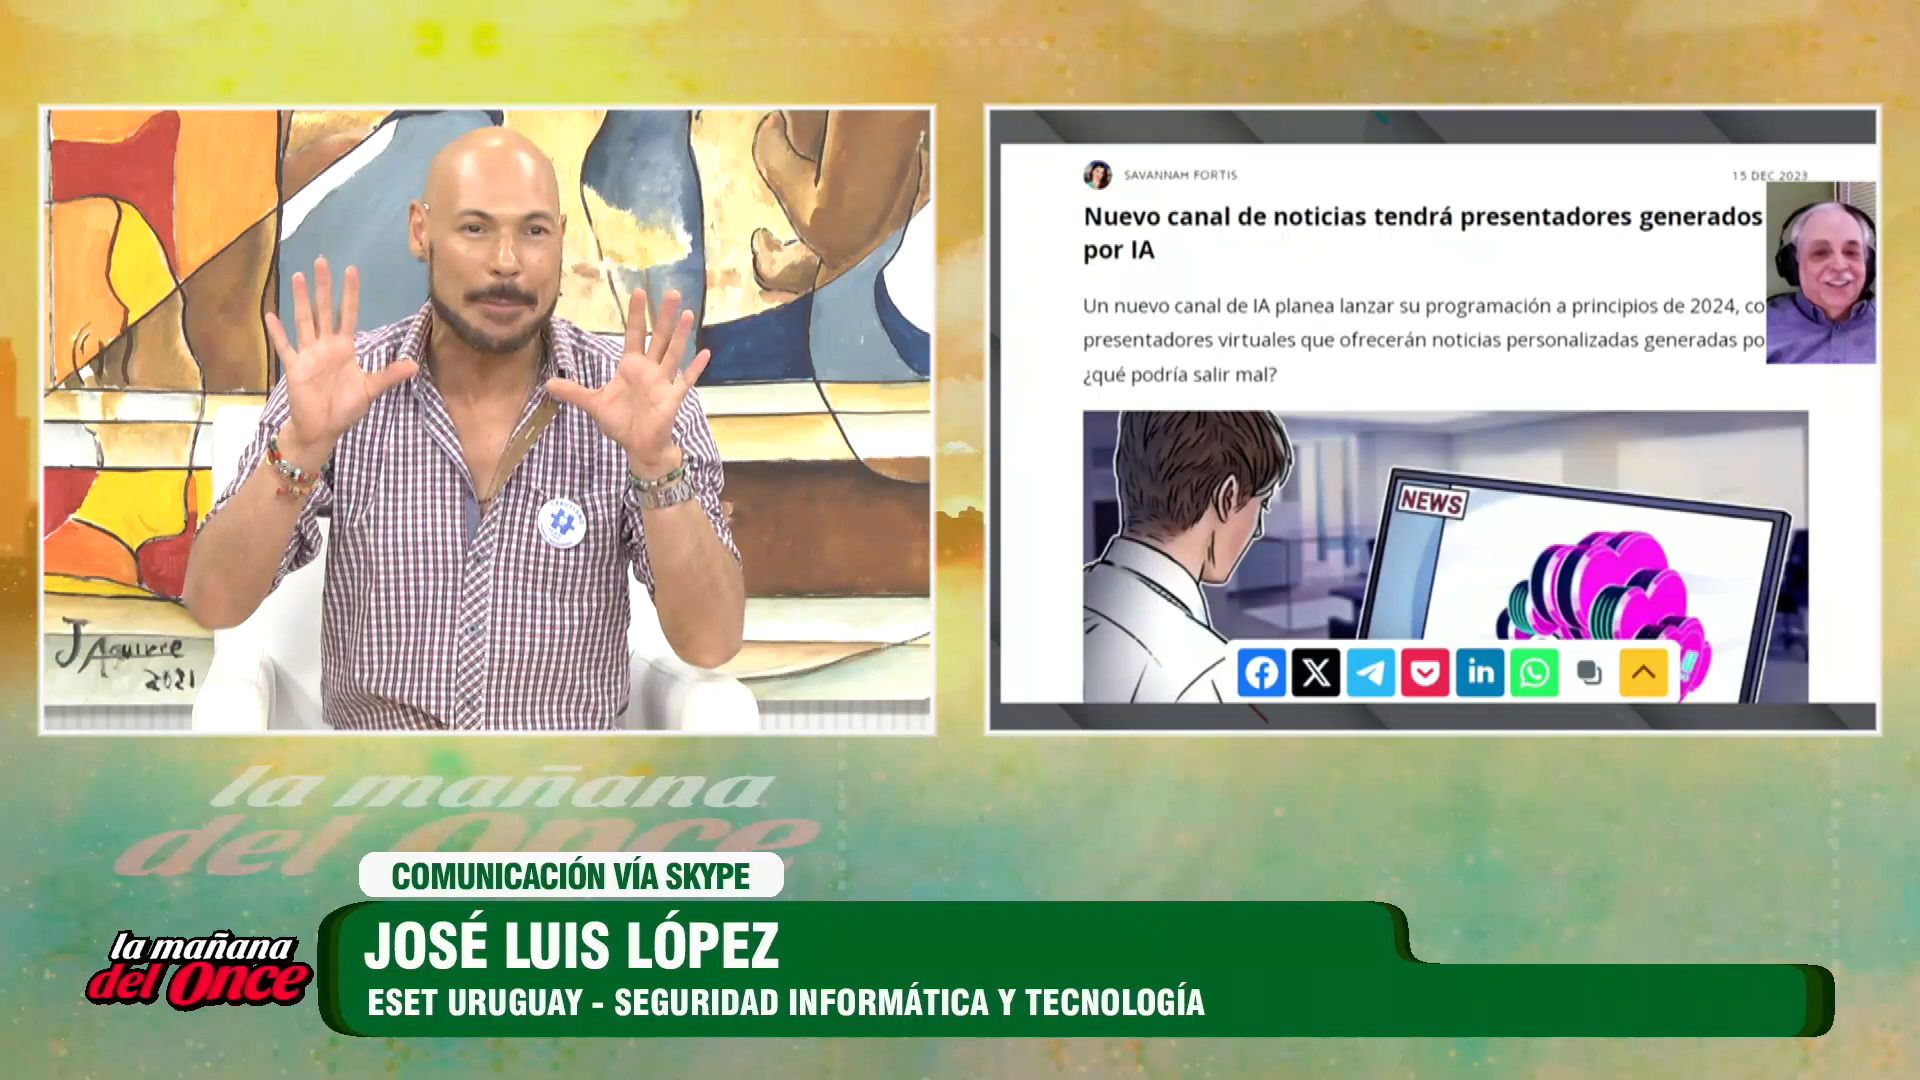 SAVANNAH FORTIS
15 DEC 2023
Nuevo canal de noticias tendrá presentadores generados
por IA
Un nuevo canal de IA planea lanzar su programación a principios de 2024, co
presentadores virtuales que ofrecerán noticias personalizadas generadas po
¿qué podría salir mal?
NEWS
J Aguirre
2021
la mañana
del Once
COMUNICACIÓN VÍA SKYPE
la mañana
del Once
JOSÉ LUIS LÓPEZ
ESET URUGUAY - SEGURIDAD INFORMÁTICA Y TECNOLOGÍA